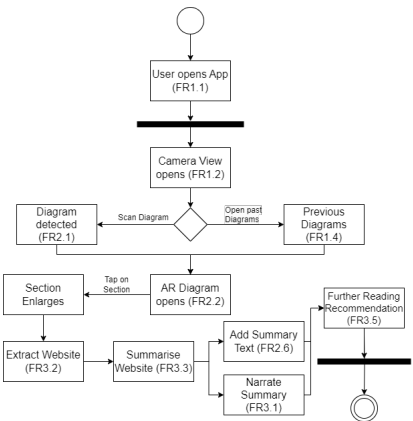 User opens App
(FR1.1)
Camera View
opens (FR1.2)
Diagram
detected
(FR2.1)
Scan Diagram
Open past
Diagrams
Previous
Diagrams
(FR1.4)
Section
Enlarges
Tap on
Section
AR Diagram
opens (FR2.2)
Further Reading
Recommendation
(FR3.5)
Extract Website
(FR3.2)
Summarise
Website (FR3.3)
Add Summary
Text (FR2.6)
Narrate
Summary
(FR3.1)